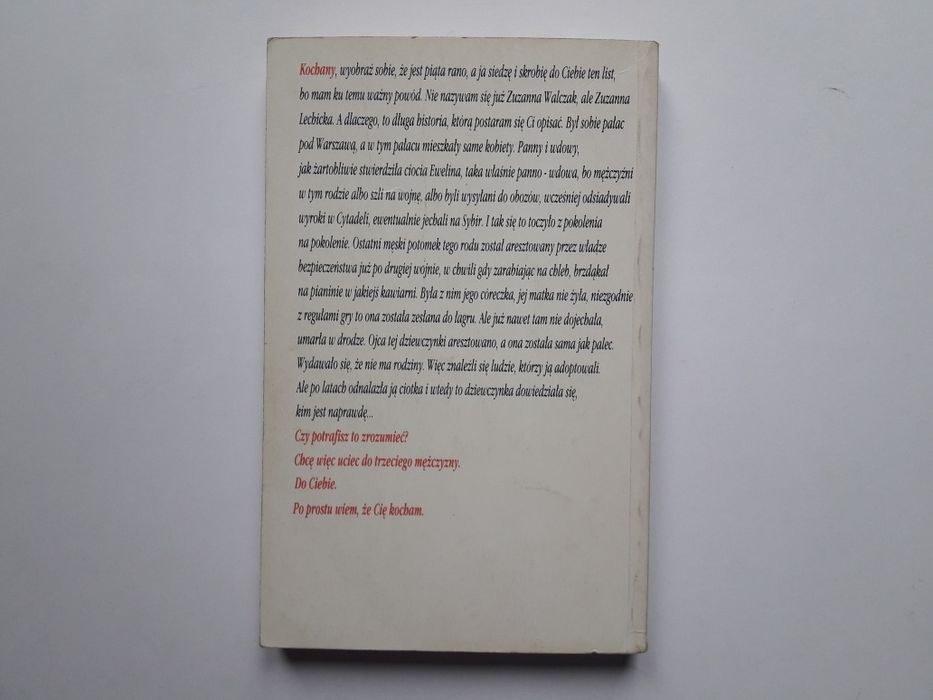 Kochany, wyobraź sobie, że jest piąta rano, a ja siedzę i skrobię do Ciebie ten list,
bo mam ku temu ważny powód. Nie nazywam się już Zuzanna Walczak, ale Zuzanna
Lechicka. A dlaczego, to długa historia, którą postaram się Ci opisać. Był sobie pałac
pod Warszawą, a w tym pałacu mieszkały same kobiety. Panny i wdowy,
jak żartobliwie stwierdziła ciocia Ewelina, taka właśnie panno - wdowa, bo mężczyźni
w tym rodzie albo szli na wojnę, albo byli wysyłani do obozów, wcześniej odsiadywali
wyroki w Cytadeli, ewentualnie jechali na Sybir. I tak się to toczyło z pokolenia
na pokolenie. Ostatni męski potomek tego rodu został aresztowany przez władze
bezpieczeństwa już po drugiej wojnie, w chwili gdy zarabiając na chleb, brzdąkał
na pianinie w jakiejś kawiarni. Była z nim jego córeczka, jej matka nie żyła, niezgodnie
z regułami gry to ona została zesłana do łagru. Ale już nawet tam nie dojechała,
umarła w drodze. Ojca tej dziewczynki aresztowano, a ona została sama jak palec.
Wydawało się, że nie ma rodziny. Więc znaleźli się ludzie, którzy ją adoptowali.
Ale po latach odnalazła ją ciotka i wtedy to dziewczynka dowiedziała się,
kim jest naprawdę...
Czy potrafisz to zrozumieć?
Chcę więc uciec do trzeciego mężczyzny.
Do Ciebie.
Po prostu wiem, że Cię kocham.